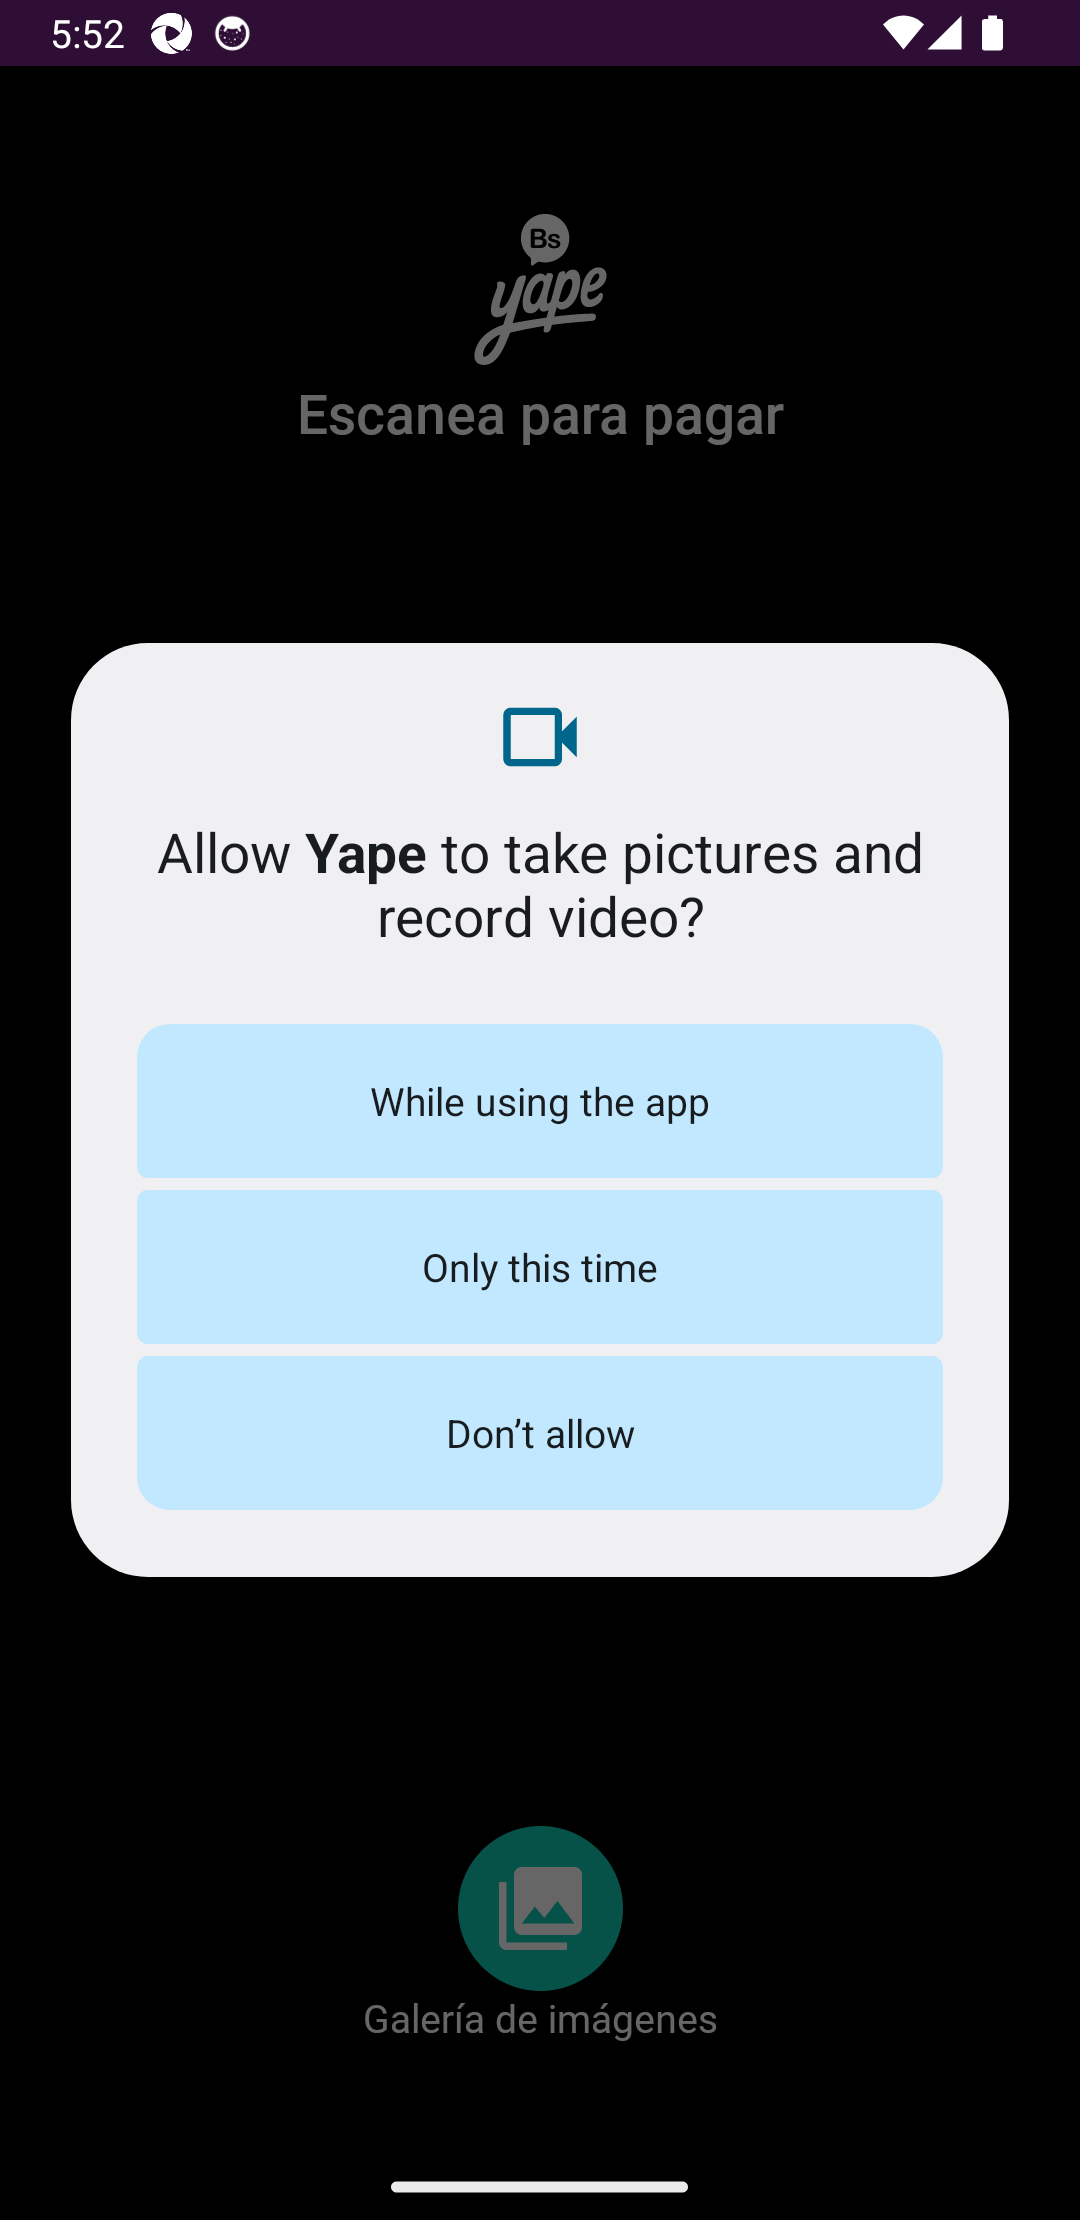 5:52
Bs
yape
Escanea para pagar
Allow Yape to take pictures and
record video?
While using the app
Only this time
Don’t allow
Galería de imágenes